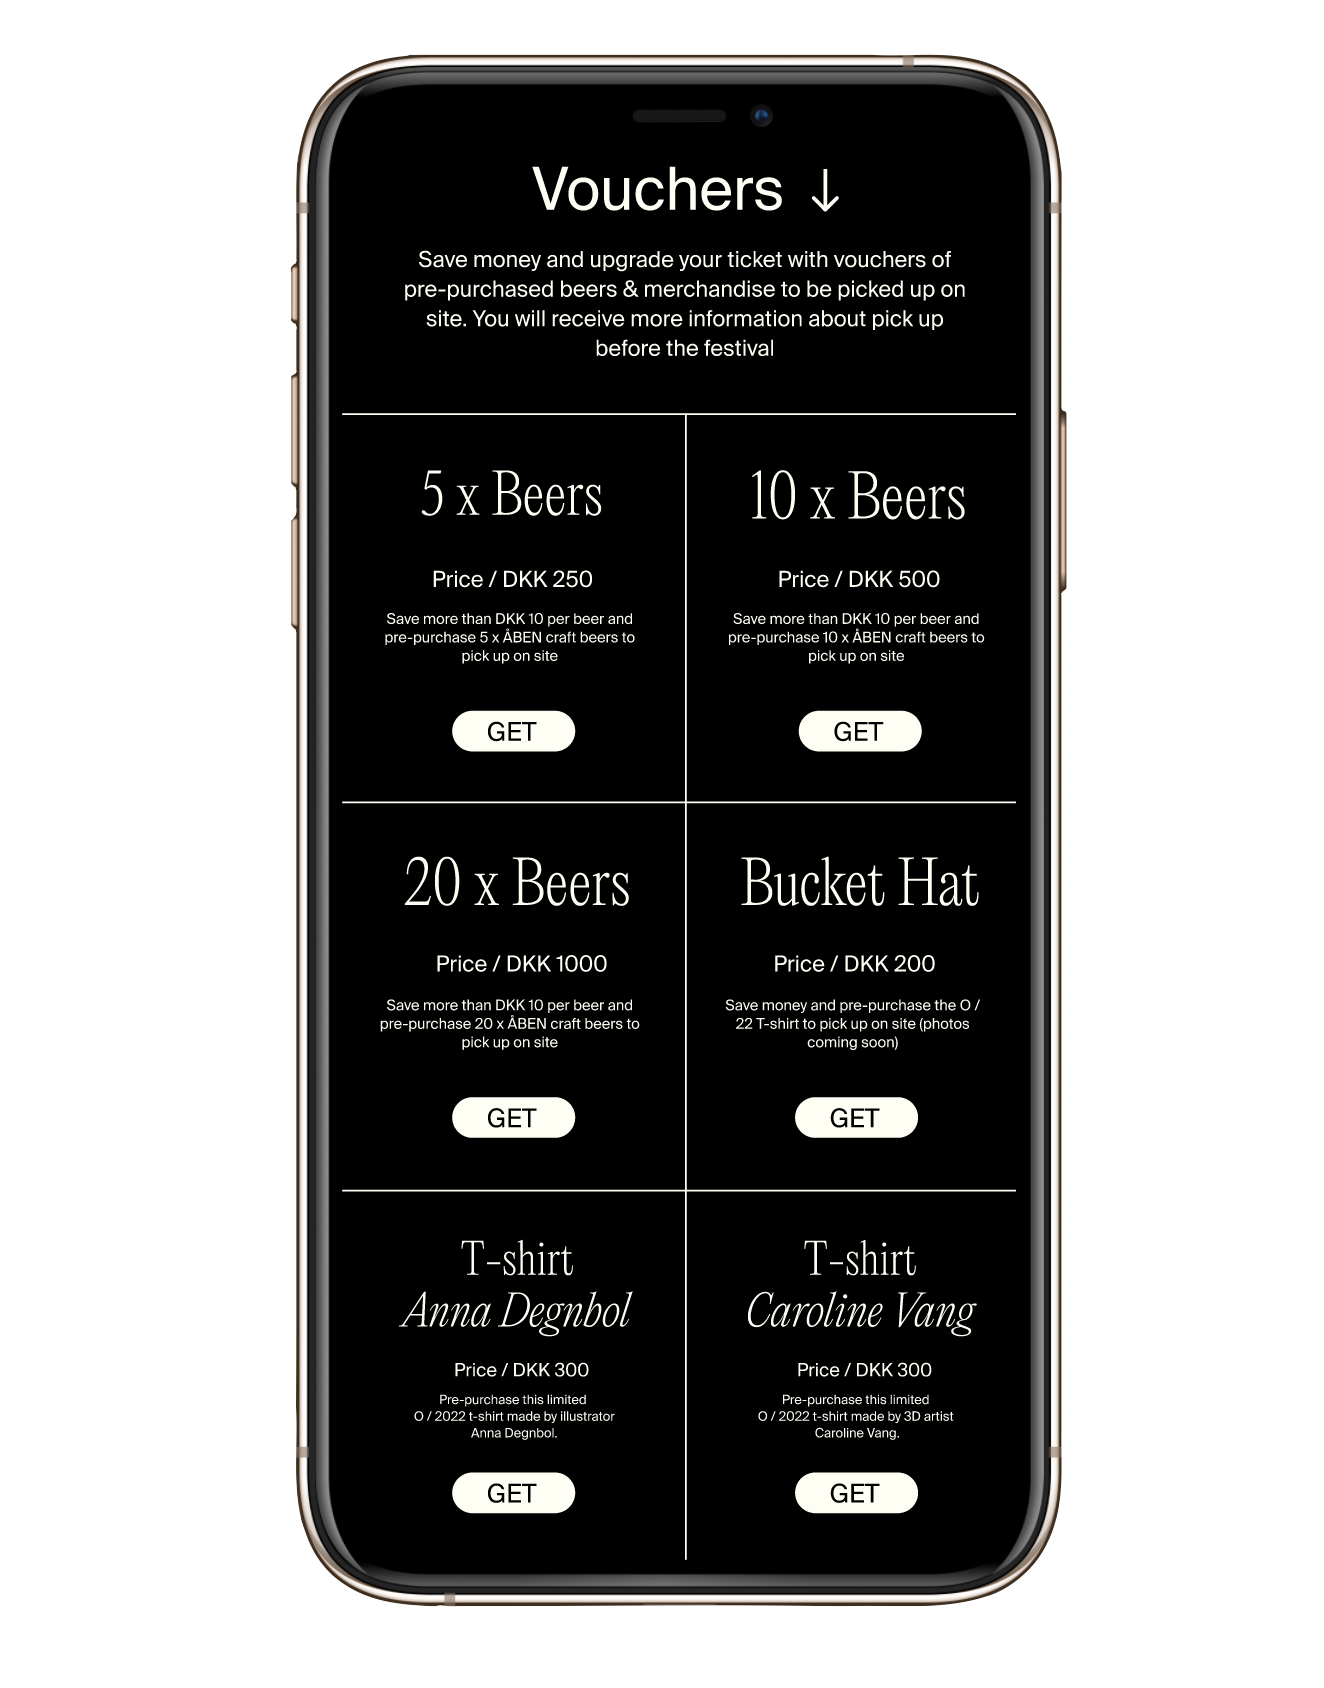 Vouchers ↓
Save money and upgrade your ticket with vouchers of
pre-purchased beers & merchandise to be picked up on
site. You will receive more information about pick up
before the festival
5 x Beers
Price / DKK 250
Save more than DKK 10 per beer and
pre-purchase 5 x ÅBEN craft beers to
pick up on site
GET
10 x Beers
Price / DKK 500
Save more than DKK 10 per beer and
pre-purchase 10 x ÅBEN craft beers to
pick up on site
GET
20 x Beers
Price / DKK 1000
Save more than DKK 10 per beer and
pre-purchase 20 x ÅBEN craft beers to
pick up on site
GET
Bucket Hat
Price / DKK 200
Save money and pre-purchase the O /
22 T-shirt to pick up on site (photos
coming soon)
GET
T-shirt
Anna Degnbol
Price / DKK 300
Pre-purchase this limited
O / 2022 t-shirt made by illustrator
Anna Degnbol.
GET
T-shirt
Caroline Vang
Price / DKK 300
Pre-purchase this limited
O / 2022 t-shirt made by 3D artist
Caroline Vang.
GET